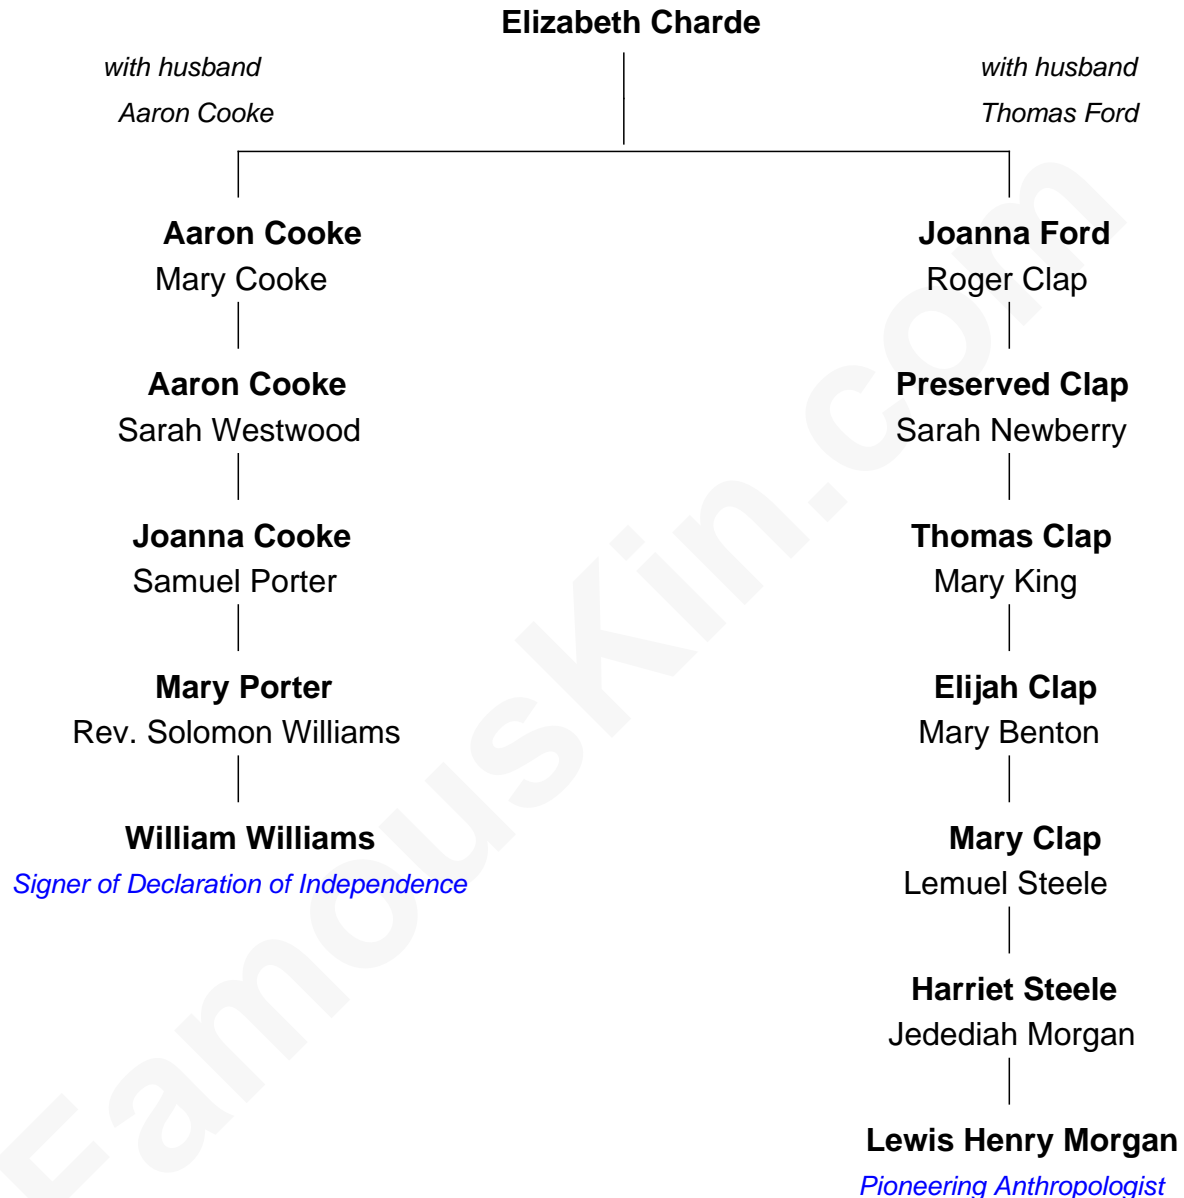 Elizabeth Charde
with husband
Aaron Cooke
with husband
Thomas Ford
Aaron Cooke
Mary Cooke
Joanna Ford
Roger Clap
Aaron Cooke
Sarah Westwood
Preserved Clap
Sarah Newberry
Joanna Cooke
Samuel Porter
Thomas Clap
Mary King
Mary Porter
Rev. Solomon Williams
Elijah Clap
Mary Benton
William Williams
Signer of Declaration of Independence
Mary Clap
Lemuel Steele
Harriet Steele
Jedediah Morgan
Lewis Henry Morgan
Pioneering Anthropologist
FamousKin.com